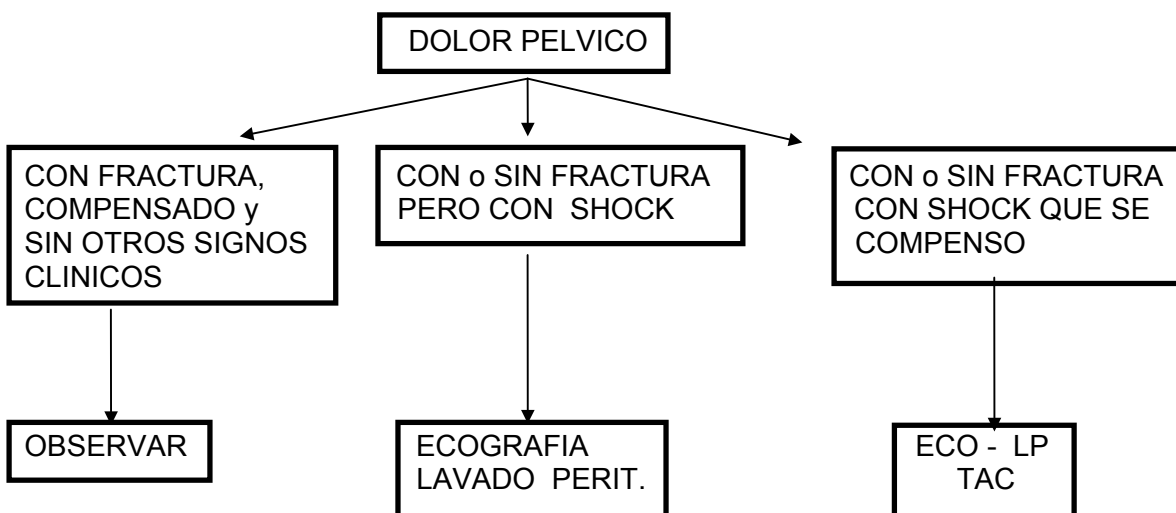 DOLOR PELVICO
CON FRACTURA,
COMPENSADO y
SIN OTROS SIGNOS
CLINICOS
CON o SIN FRACTURA
PERO CON SHOCK
CON o SIN FRACTURA
CON SHOCK QUE SE
COMPENSO
OBSERVAR
ECOGRAFIA
LAVADO PERIT.
ECO - LP
TAC